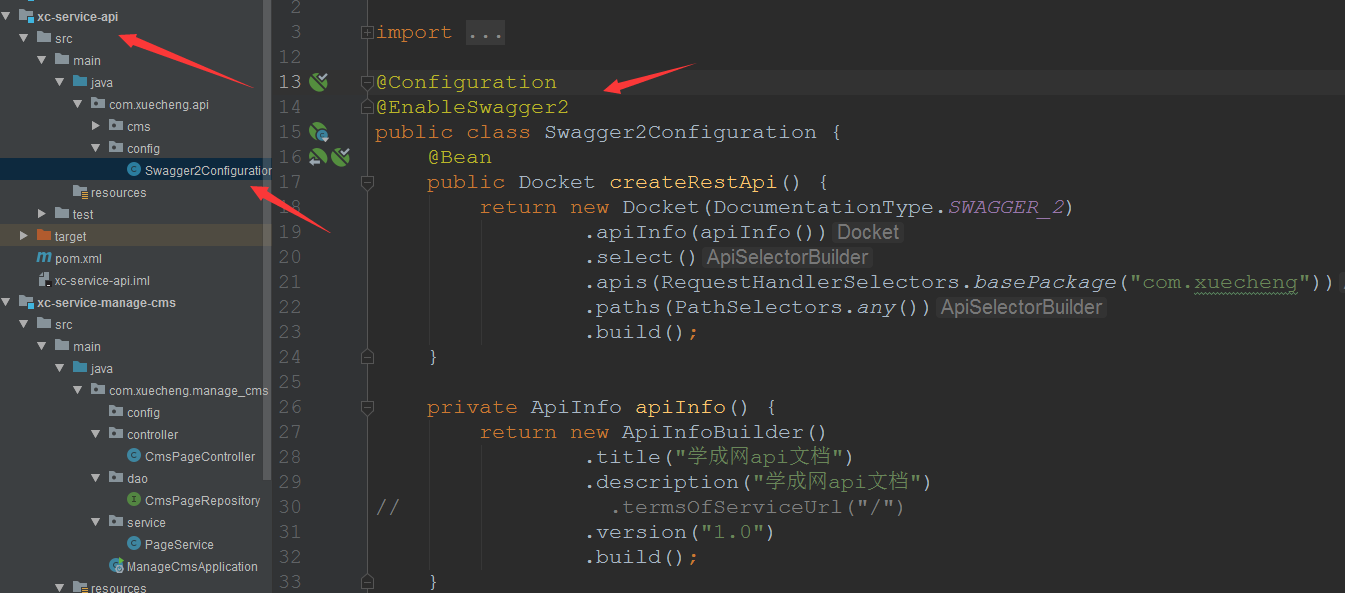 xc-service-api
src
main
java
com.xuecheng.api
cms
config
Swagger2Configuration
resources
test
target
pom.xml
xc-service-api.iml
xc-service-manage-cms
src
main
java
com.xuecheng.manage_cms
config
controller
CmsPageController
dao
CmsPageRepository
service
PageService
ManageCmsApplication
resources
2
3 import ...
12
13 @Configuration
14 @EnableSwagger2
15 public class Swagger2Configuration {
16 @Bean
17 public Docket createRestApi() {
18 return new Docket(DocumentationType.SWAGGER_2)
19 .apiInfo(apiInfo()) Docket
20 .select() ApiSelectorBuilder
21 .apis(RequestHandlerSelectors.basePackage("com.xuecheng"))
22 .paths(PathSelectors.any()) ApiSelectorBuilder
23 .build();
24 }
25
26 private ApiInfo apiInfo() {
27 return new ApiInfoBuilder()
28 .title("学成网api文档")
29 .description("学成网api文档")
30 // .termsOfServiceUrl("/")
31 .version("1.0")
32 .build();
33 }